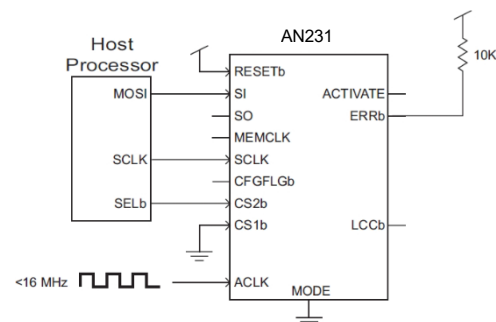 AN231
Host
Processor
MOSI
SCLK
SELb
<16 MHz
RESETb
SI
SO
MEMCLK
SCLK
CFGFLGb
CS2b
CS1b
ACLK
MODE
ACTIVATE
ERRb
LCCb
10K